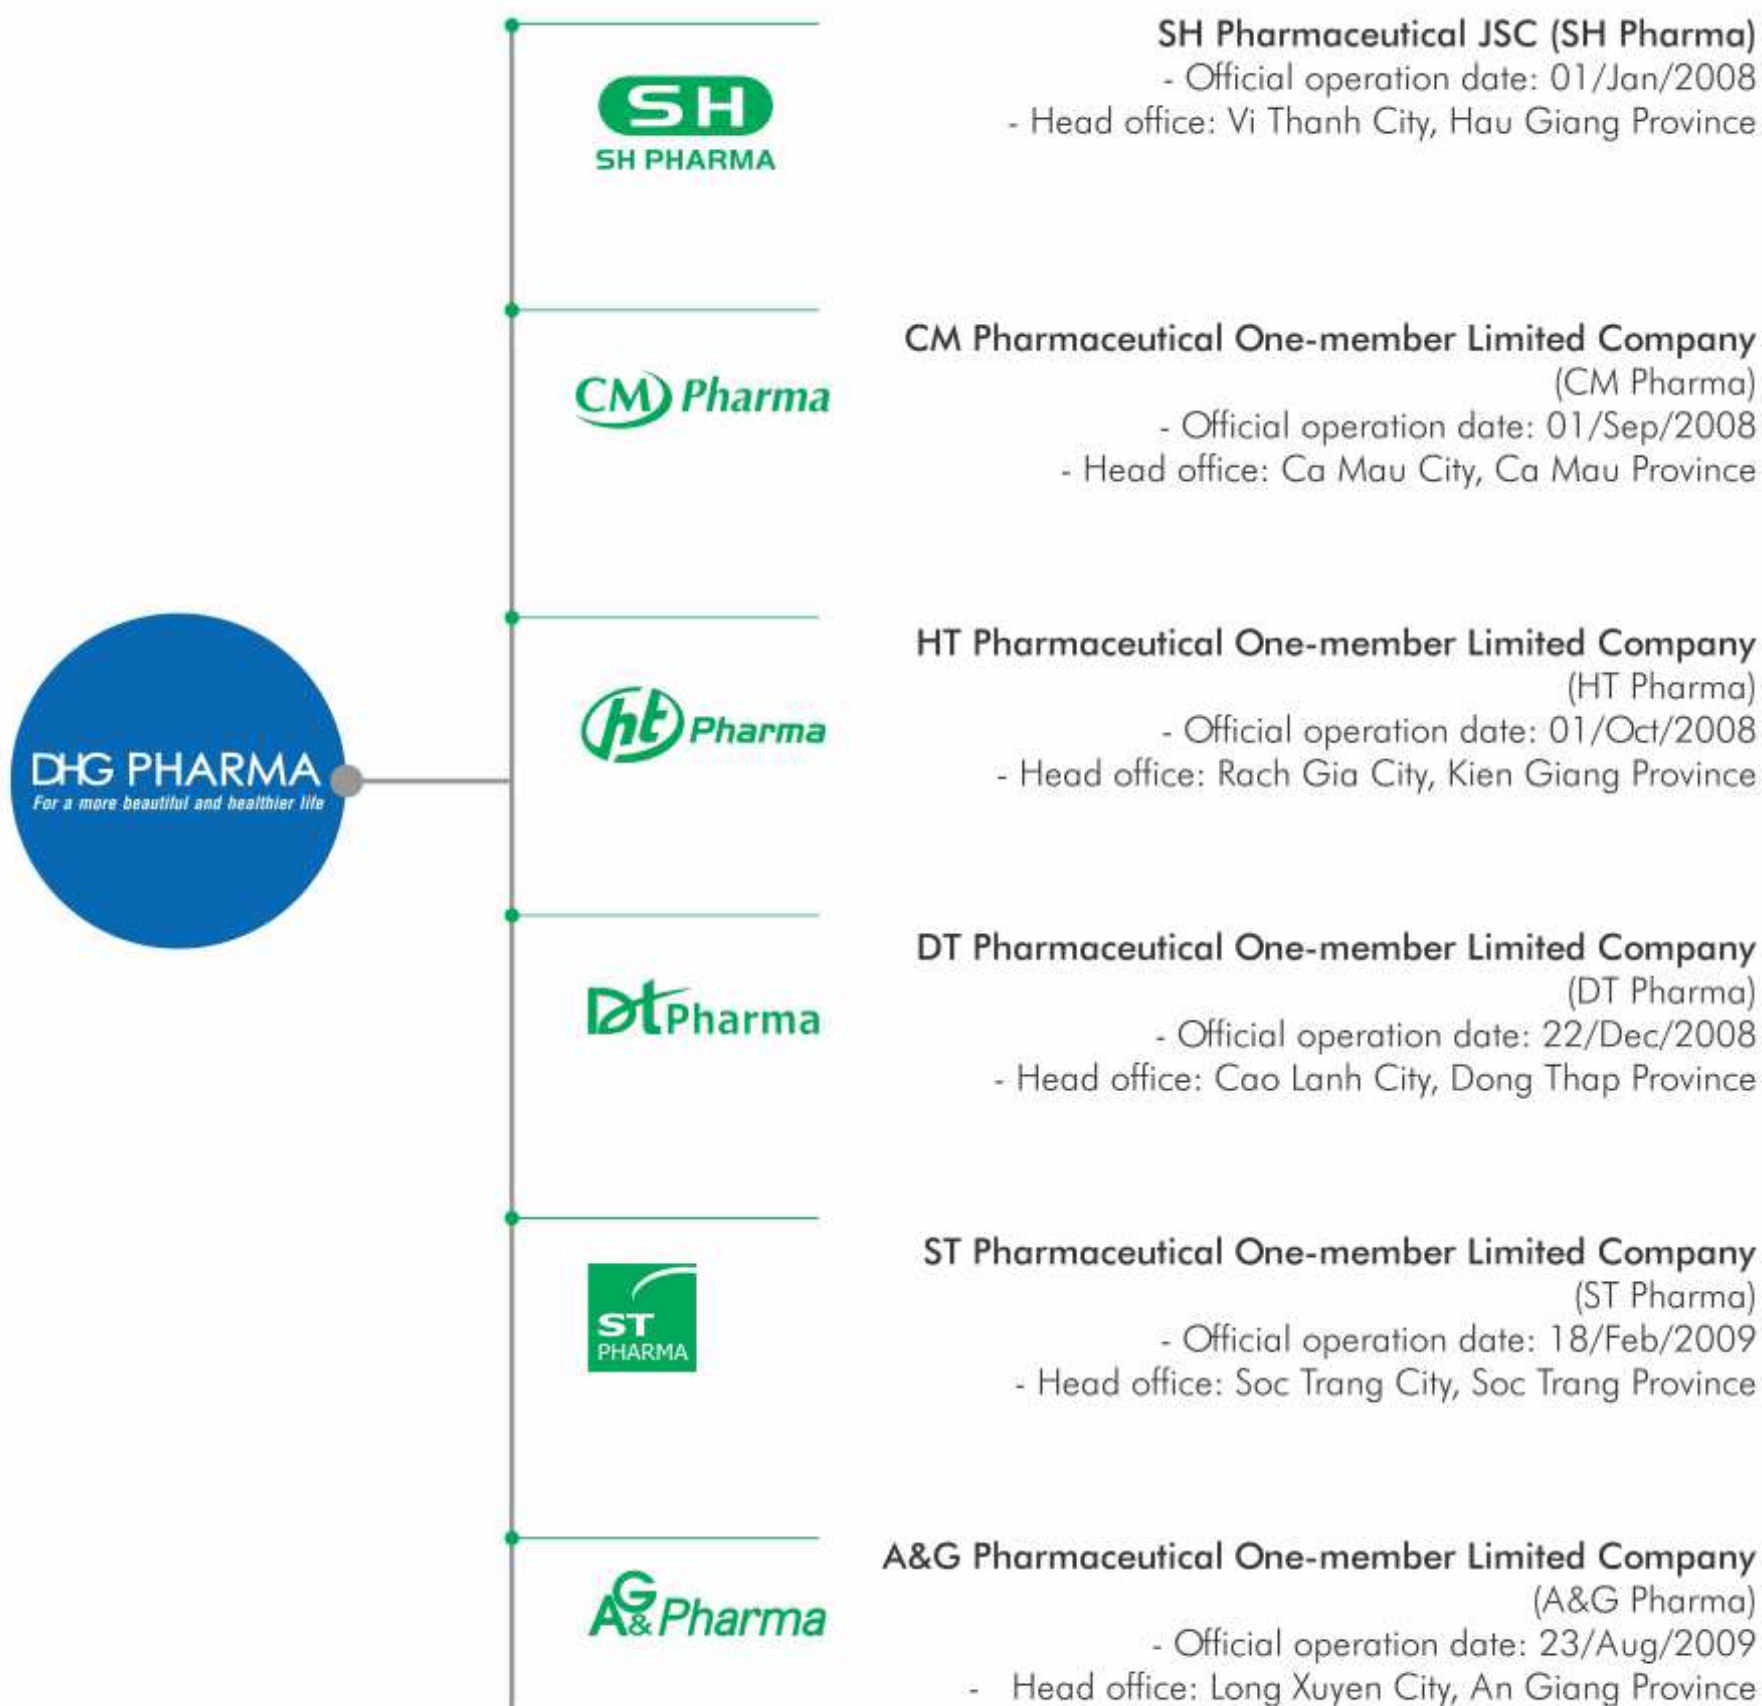 SH
SH PHARMA
SH Pharmaceutical JSC (SH Pharma)
- Official operation date: 01/Jan/2008
- Head office: Vi Thanh City, Hau Giang Province
CM Pharma
CM Pharmaceutical One-member Limited Company
(CM Pharma)
- Official operation date: 01/Sep/2008
- Head office: Ca Mau City, Ca Mau Province
ht Pharma
HT Pharmaceutical One-member Limited Company
(HT Pharma)
- Official operation date: 01/Oct/2008
- Head office: Rach Gia City, Kien Giang Province
DHG PHARMA
For a more beautiful and healthier life
Dt Pharma
DT Pharmaceutical One-member Limited Company
(DT Pharma)
- Official operation date: 22/Dec/2008
- Head office: Cao Lanh City, Dong Thap Province
ST
PHARMA
ST Pharmaceutical One-member Limited Company
(ST Pharma)
- Official operation date: 18/Feb/2009
- Head office: Soc Trang City, Soc Trang Province
A&G Pharma
A&G Pharmaceutical One-member Limited Company
(A&G Pharma)
- Official operation date: 23/Aug/2009
- Head office: Long Xuyen City, An Giang Province